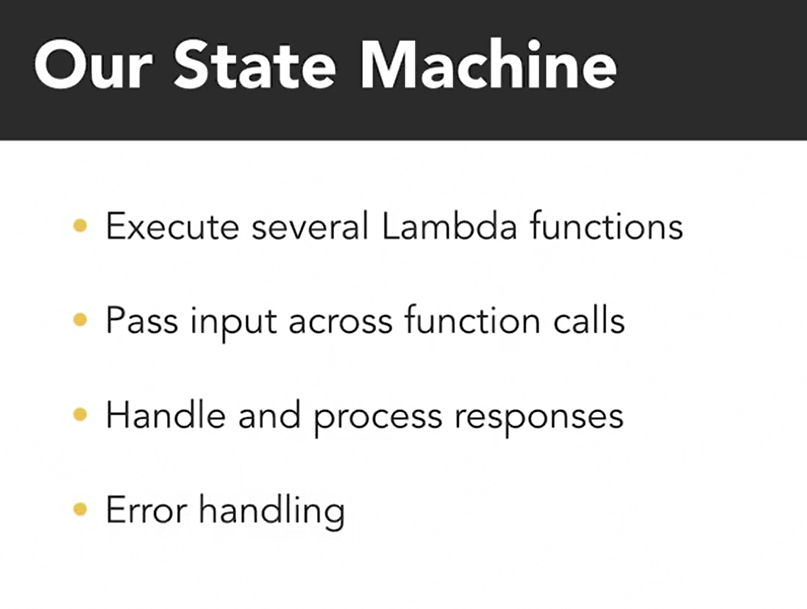 Our State Machine
Execute several Lambda functions
Pass input across function calls
Handle and process responses
Error handling